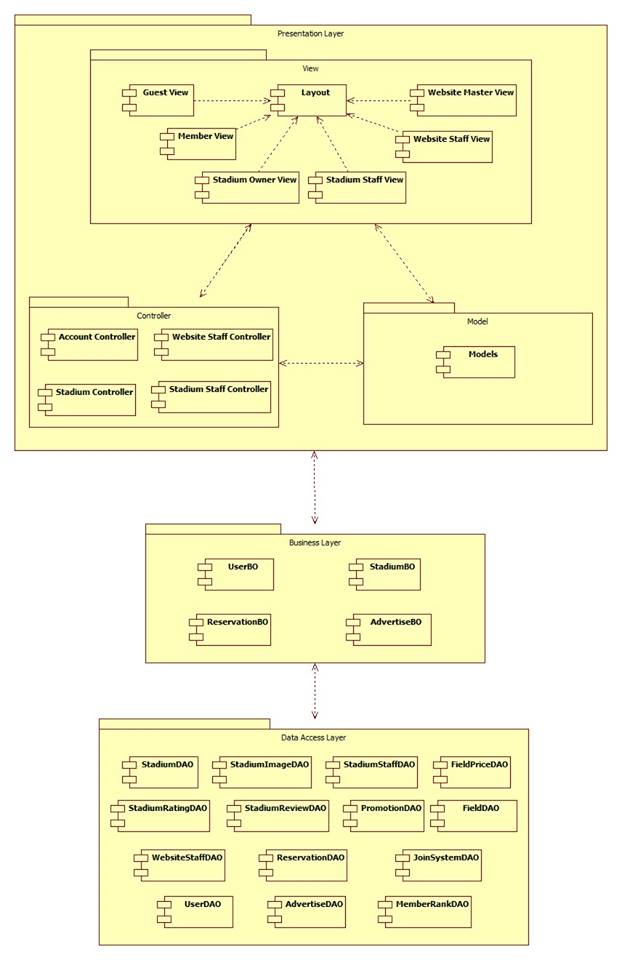 Presentation Layer
View
Guest View
Layout
Website Master View
Member View
Website Staff View
Stadium Owner View
Stadium Staff View
Controller
Account Controller
Website Staff Controller
Stadium Controller
Stadium Staff Controller
Model
Models
Business Layer
UserBO
StadiumBO
ReservationBO
AdvertiseBO
Data Access Layer
StadiumDAO
StadiumImageDAO
StadiumStaffDAO
FieldPriceDAO
StadiumRatingDAO
StadiumReviewDAO
PromotionDAO
FieldDAO
WebsiteStaffDAO
ReservationDAO
JoinSystemDAO
UserDAO
AdvertiseDAO
MemberRankDAO